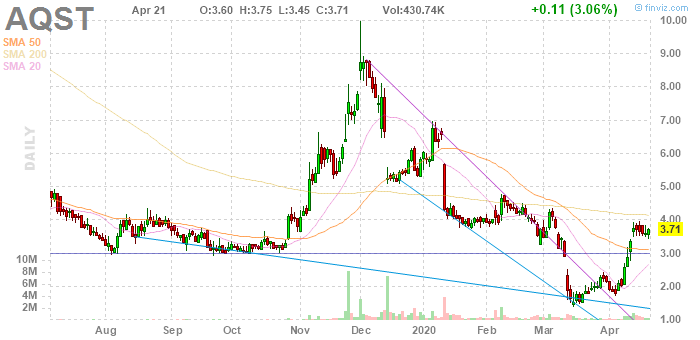 AQST
Apr 21 O:3.60 H:3.75 L:3.45 C:3.71 Vol:430.74K +0.11 (3.06%)
© finviz.com
SMA 50
SMA 200
SMA 20
DAILY
10.00
9.00
8.00
7.00
6.00
5.00
4.00
3.71
3.00
2.00
1.00
10M
8M
6M
4M
2M
Aug Sep Oct Nov Dec 2020 Feb Mar Apr